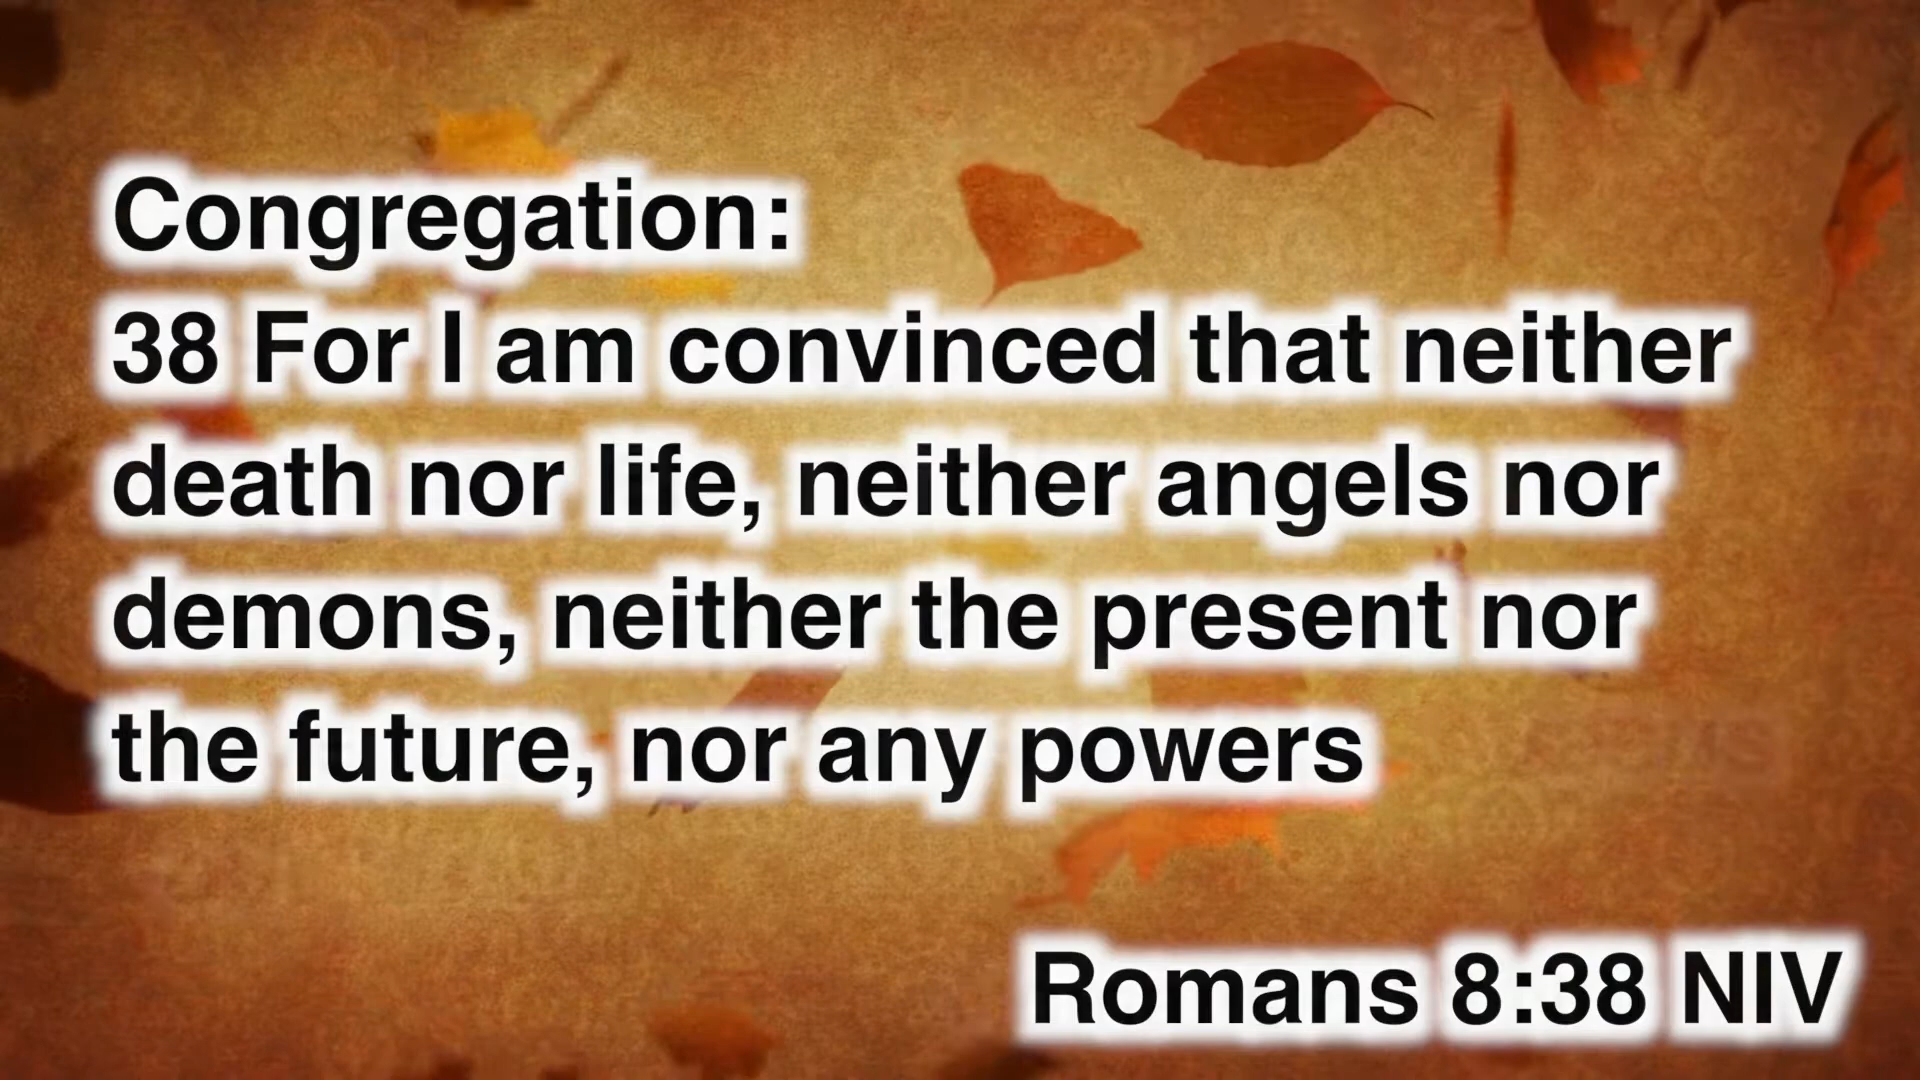 Congregation:
38 For I am convinced that neither
death nor life, neither angels nor
demons, neither the present nor
the future, nor any powers
Romans 8:38 NIV